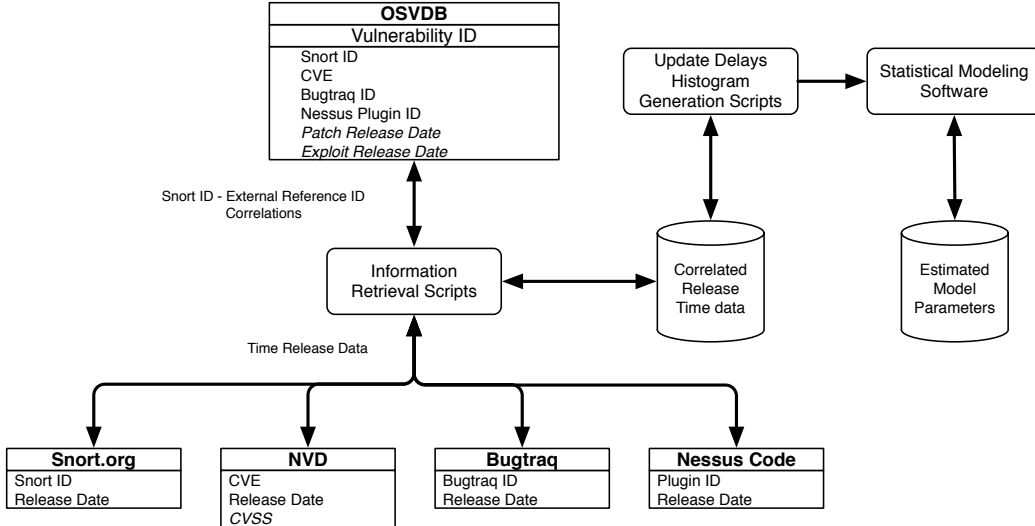 OSVDB
Vulnerability ID
Snort ID
CVE
Bugtraq ID
Nessus Plugin ID
Patch Release Date
Exploit Release Date
Update Delays
Histogram
Generation Scripts
Statistical Modeling
Software
Snort ID - External Reference ID
Correlations
Information
Retrieval Scripts
Correlated
Release
Time data
Estimated
Model
Parameters
Time Release Data
Snort.org
Snort ID
Release Date
NVD
CVE
Release Date
CVSS
Bugtraq
Bugtraq ID
Release Date
Nessus Code
Plugin ID
Release Date